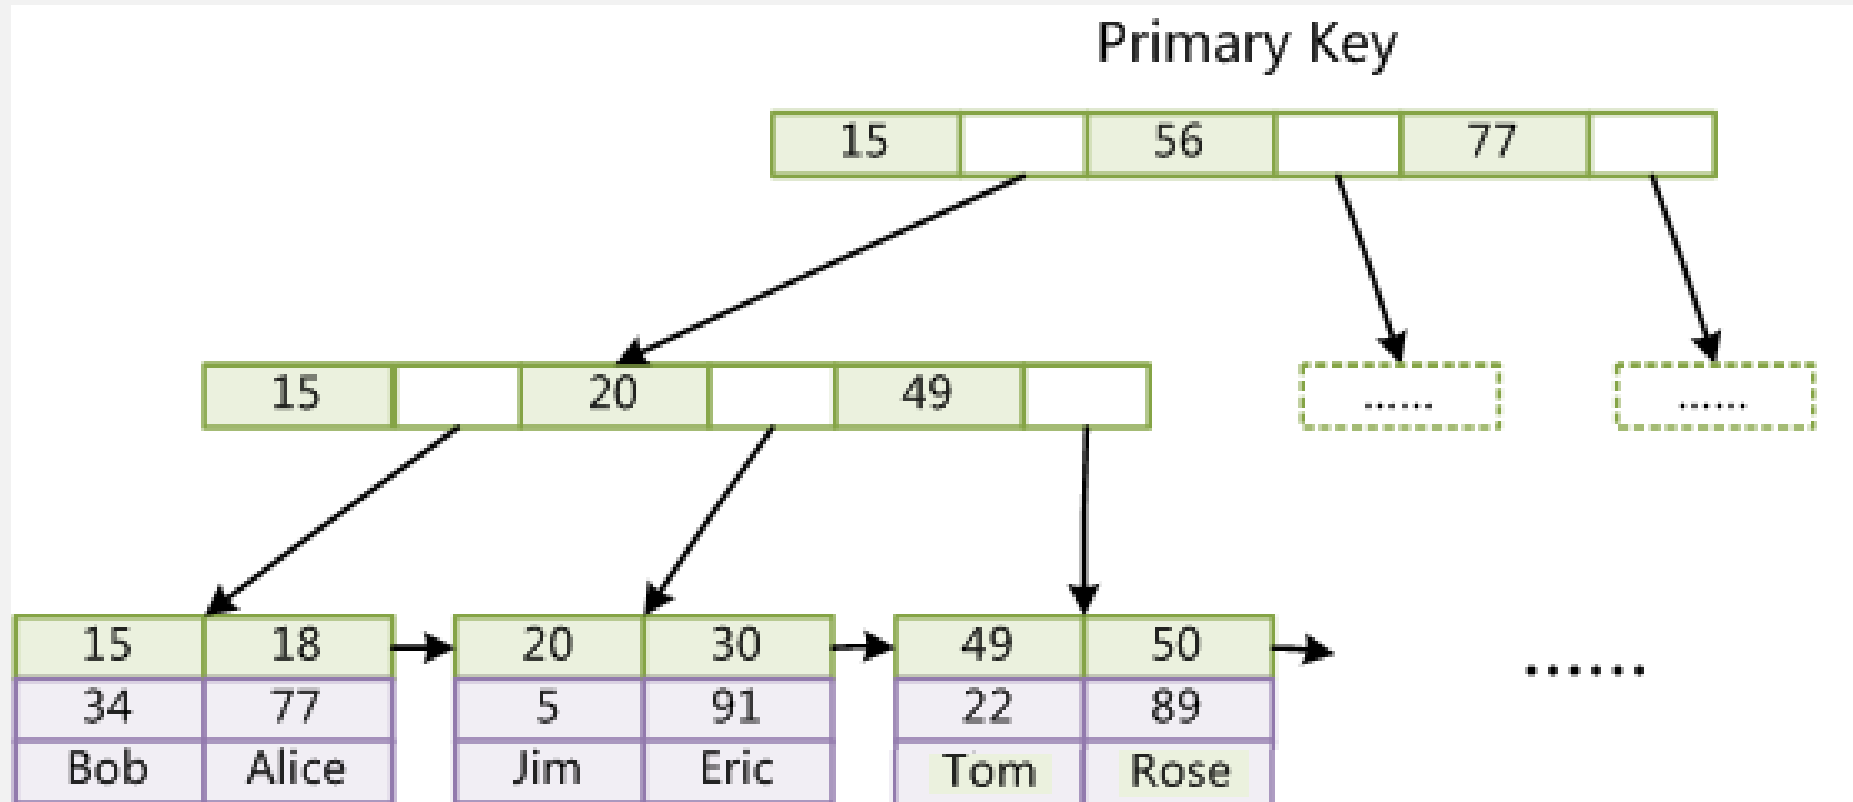 Primary Key
15 56 77
15 20 49 ...... ......
15 18 20 30 49 50 ......
34 77 5 91 22 89
Bob Alice Jim Eric Tom Rose